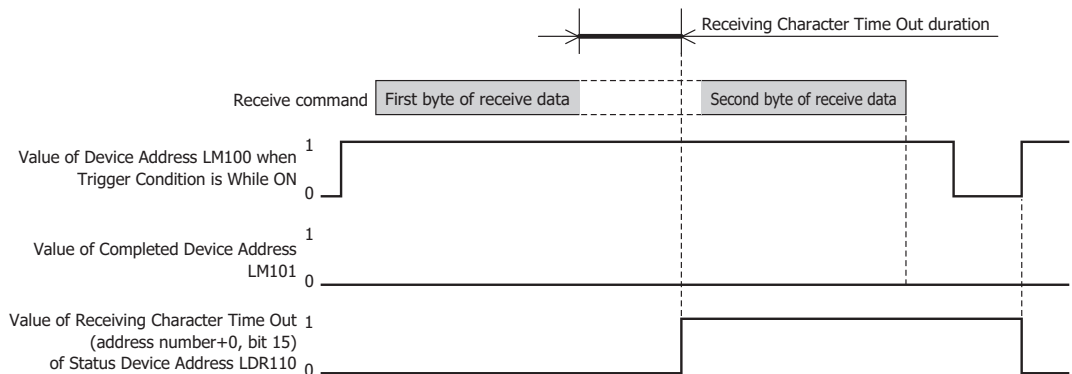 Receiving Character Time Out duration
Receive command
First byte of receive data
Second byte of receive data
Value of Device Address LM100 when
Trigger Condition is While ON
1
0
Value of Completed Device Address
LM101
1
0
Value of Receiving Character Time Out
(address number+0, bit 15)
of Status Device Address LDR110
1
0